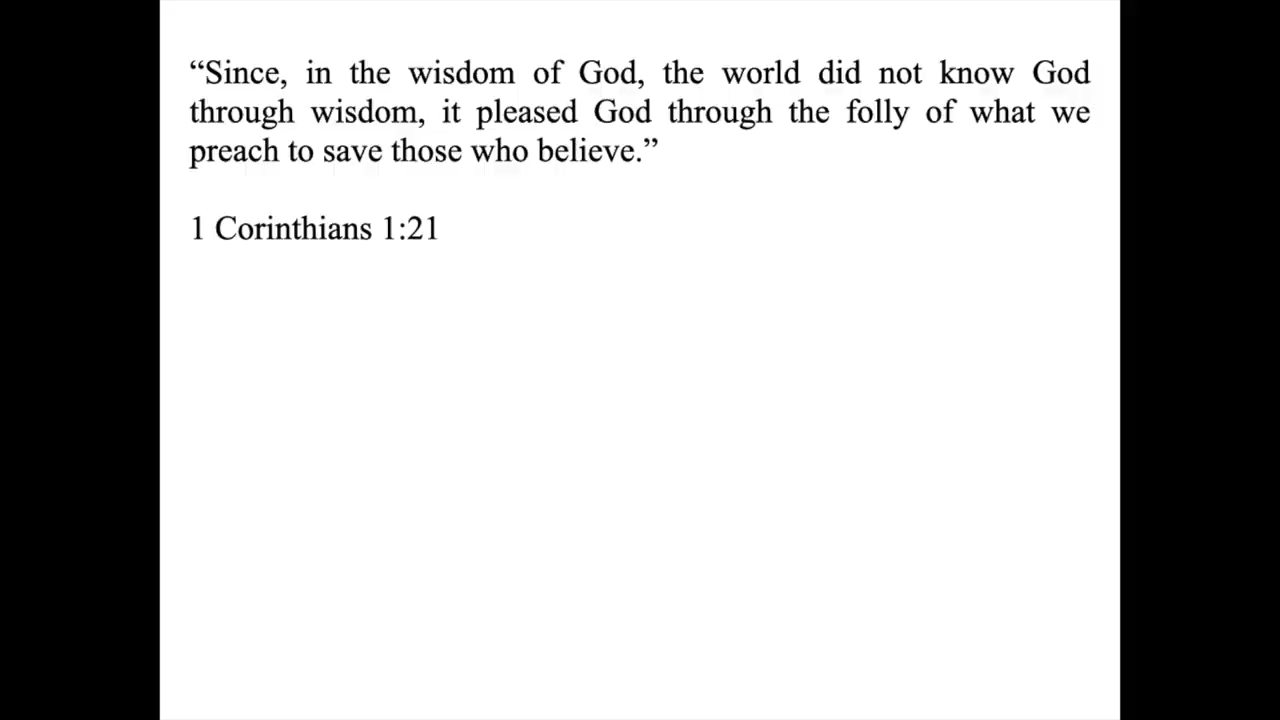 “Since, in the wisdom of God, the world did not know God
through wisdom, it pleased God through the folly of what we
preach to save those who believe.”
1 Corinthians 1:21